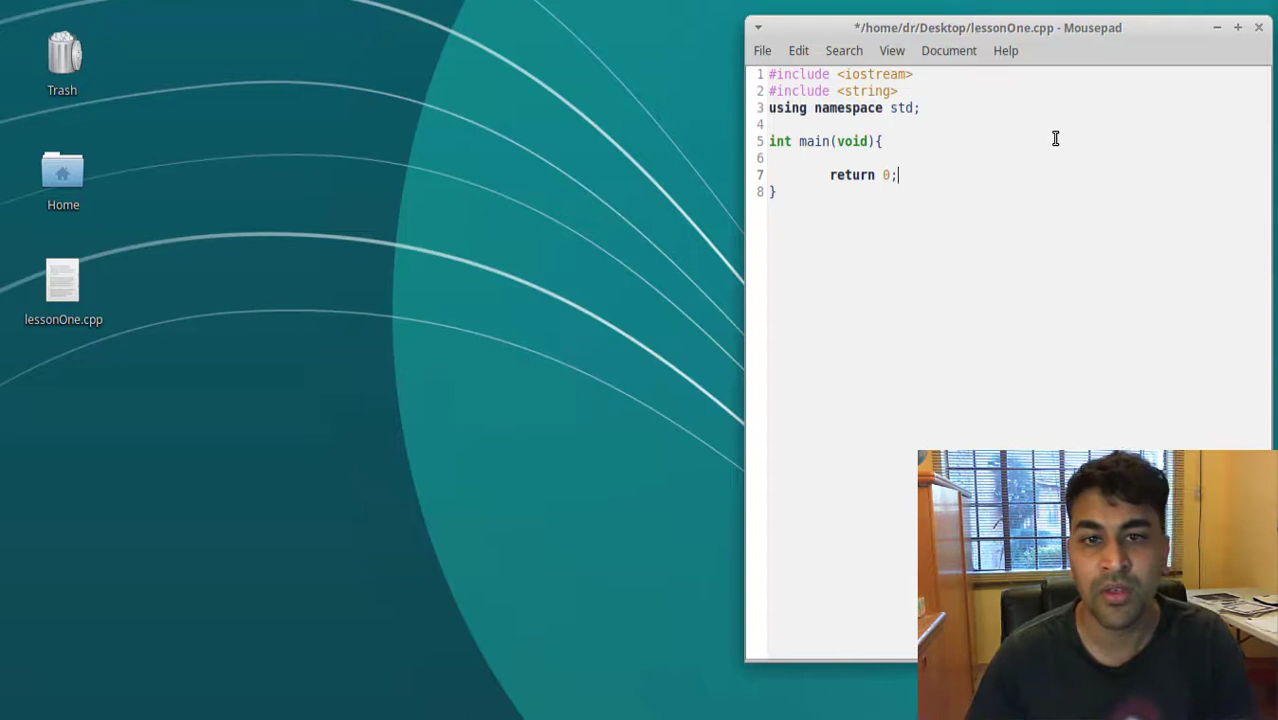 Trash
Home
lessonOne.cpp
*/home/dr/Desktop/lessonOne.cpp - Mousepad
File Edit Search View Document Help
1 #include <iostream>
2 #include <string>
3 using namespace std;
4
5 int main(void){
6
7 return 0;
8 }